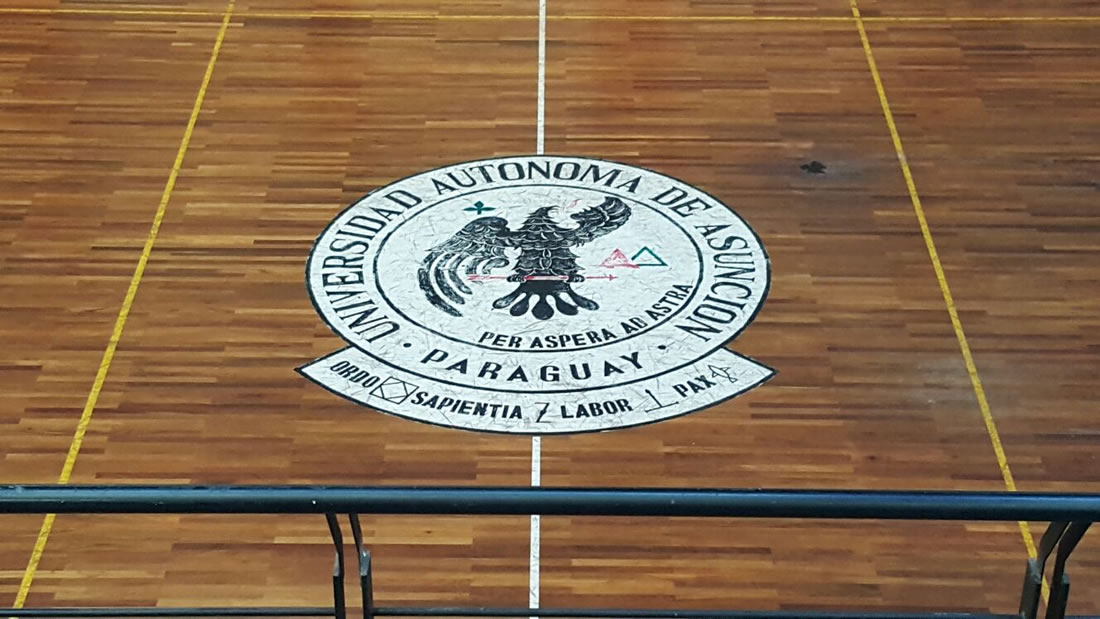 UNIVERSIDAD AUTONOMA DE ASUNCION
PER ASPERA AD ASTRA
· PARAGUAY ·
ORDO SAPIENTIA LABOR PAX